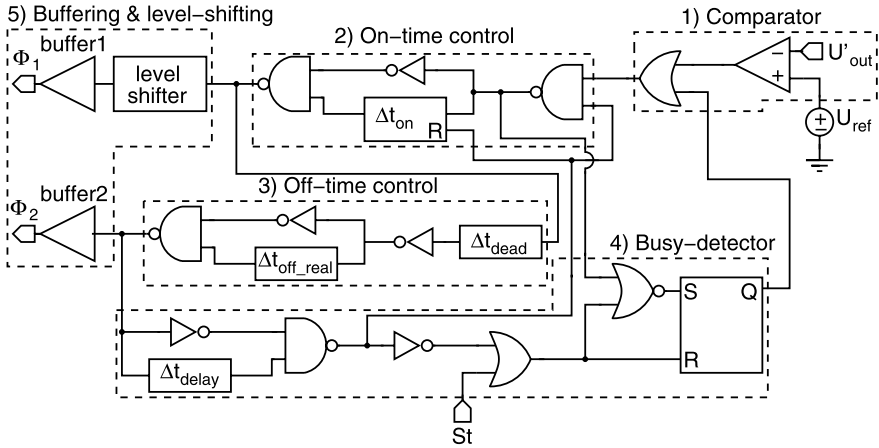 5) Buffering & level-shifting
1) Comparator
2) On-time control
buffer1
Φ1
level
shifter
Δton
R
U'out
−
+
Uref
+
−
3) Off-time control
buffer2
Φ2
Δtoff_real
Δtdead
4) Busy-detector
S
Q
R
Δtdelay
St